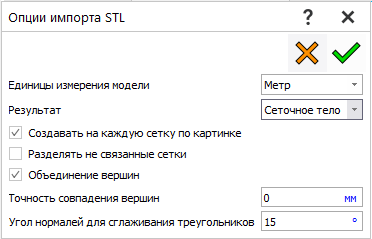 Опции импорта STL ?
Единицы измерения модели Метр
Результат Сеточное тело
Создавать на каждую сетку по картинке
Разделять не связанные сетки
Объединение вершин
Точность совпадения вершин 0 мм
Угол нормалей для сглаживания треугольников 15 °